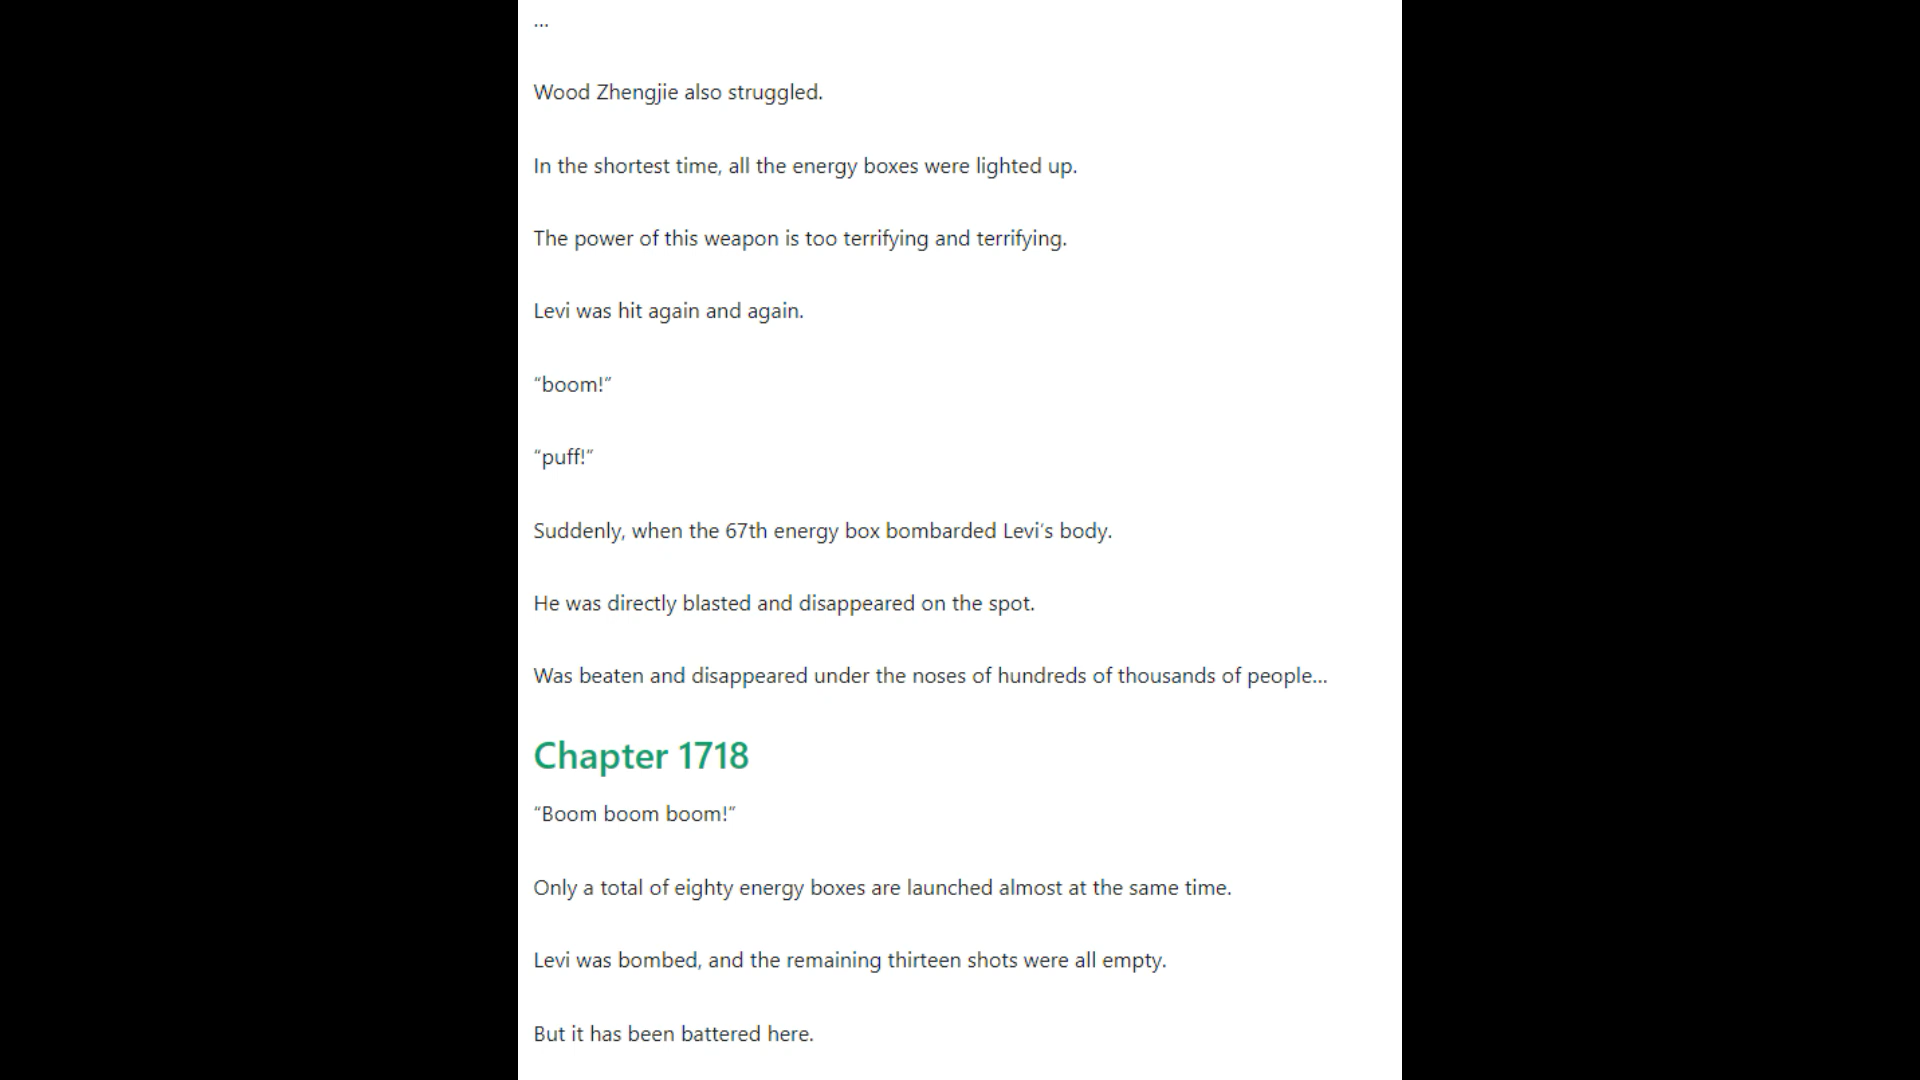 ...
Wood Zhengjie also struggled.
In the shortest time, all the energy boxes were lighted up.
The power of this weapon is too terrifying and terrifying.
Levi was hit again and again.
“boom!”
“puff!”
Suddenly, when the 67th energy box bombarded Levi’s body.
He was directly blasted and disappeared on the spot.
Was beaten and disappeared under the noses of hundreds of thousands of people…
Chapter 1718
“Boom boom boom!”
Only a total of eighty energy boxes are launched almost at the same time.
Levi was bombed, and the remaining thirteen shots were all empty.
But it has been battered here.